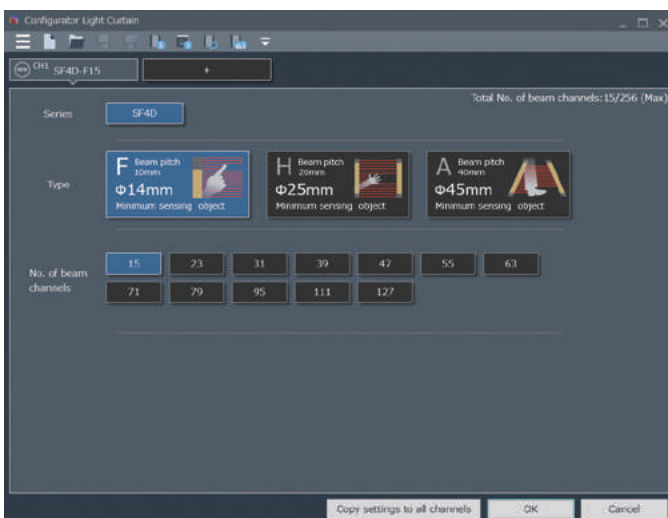 Configurator Light Curtain
NEW CH1 SF4D-F15
+
Total No. of beam channels:15/256 (Max)
Series
SF4D
Type
F Beam pitch 10mm
Φ14mm
Minimum sensing object
H Beam pitch 20mm
Φ25mm
Minimum sensing object
A Beam pitch 40mm
Φ45mm
Minimum sensing object
No. of beam
channels
15 23 31 39 47 55 63
71 79 95 111 127
Copy settings to all channels OK Cancel